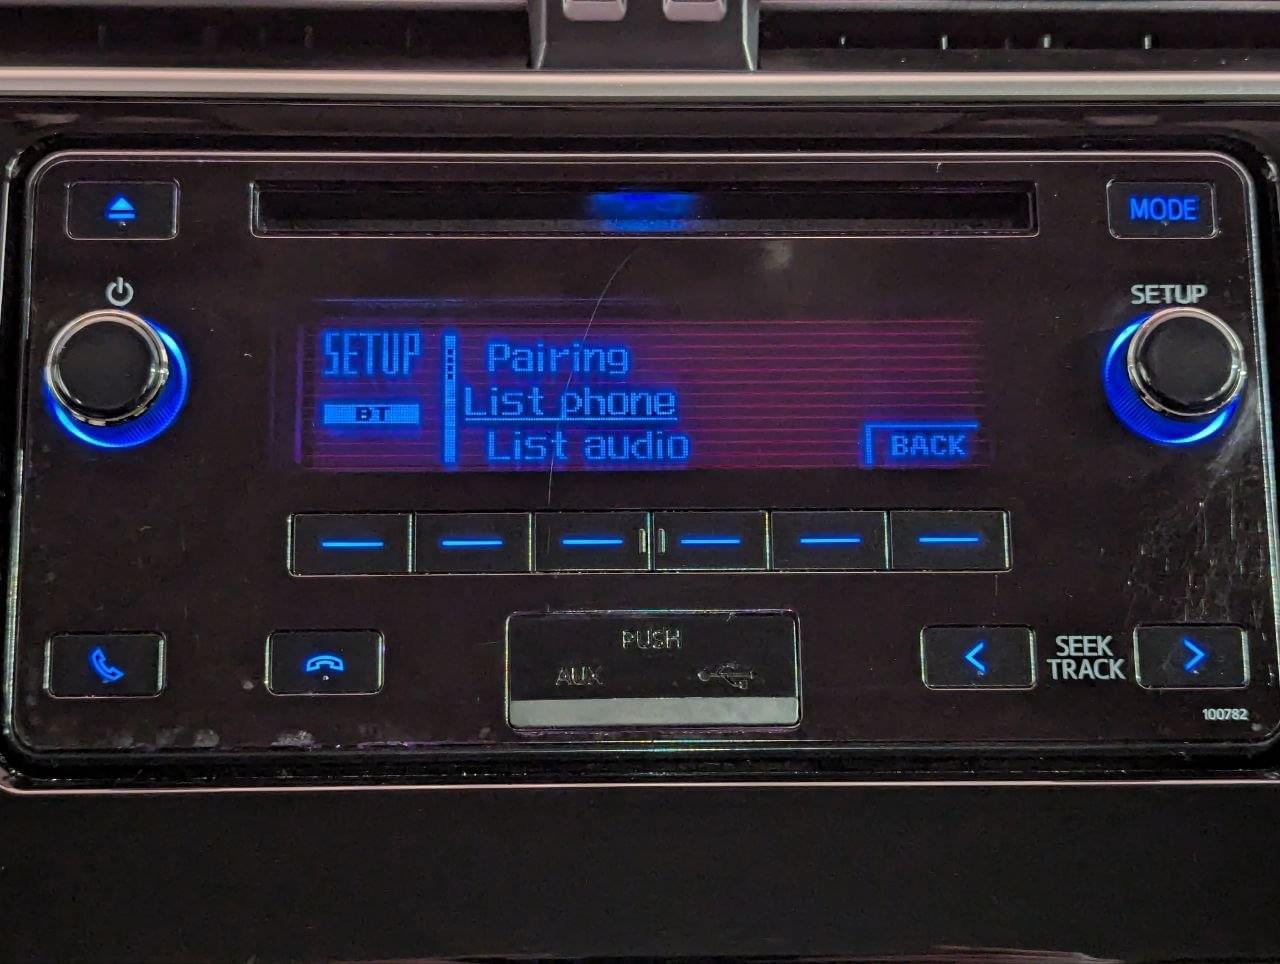 MODE
SETUP
SETUP
BT
Pairing
List phone
List audio
BACK
PUSH
AUX
SEEK
TRACK
100782